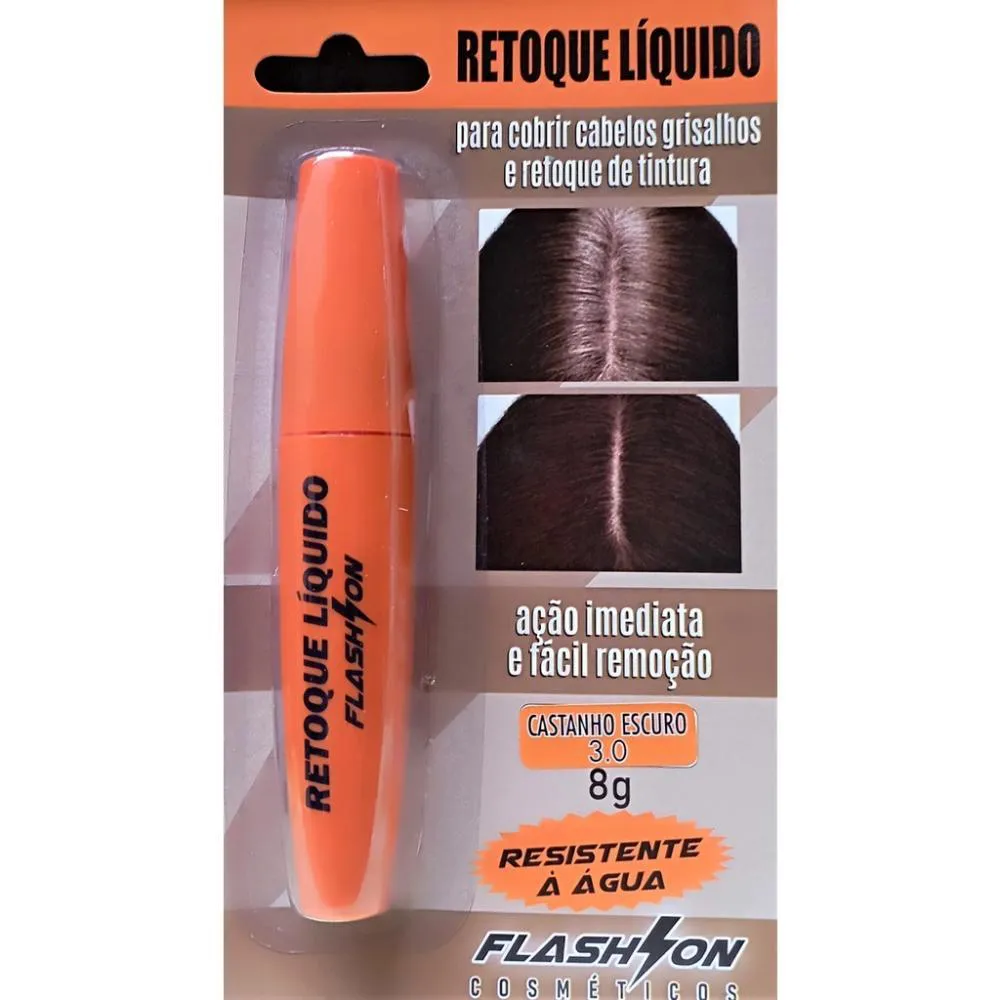 RETOQUE LÍQUIDO
para cobrir cabelos grisalhos
e retoque de tintura
RETOQUE LÍQUIDO
FLASHON
ação imediata
e fácil remoção
CASTANHO ESCURO
3.0
8g
RESISTENTE
À ÁGUA
FLASHON
COSMÉTICOS